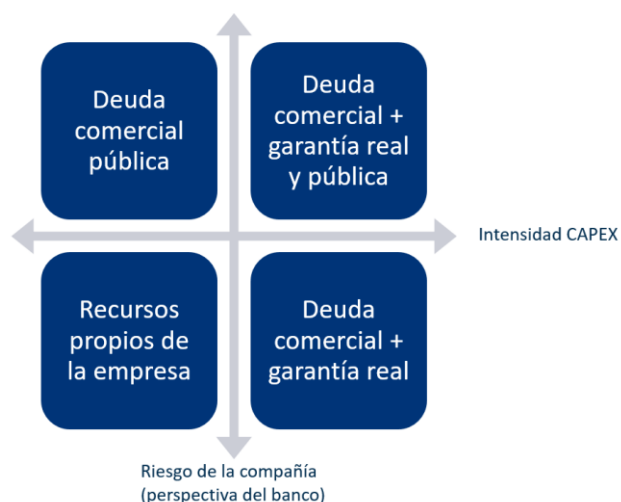 Deuda
comercial
pública
Deuda
comercial +
garantía real
y pública
Intensidad CAPEX
Recursos
propios de
la empresa
Deuda
comercial +
garantía real
Riesgo de la compañía
(perspectiva del banco)